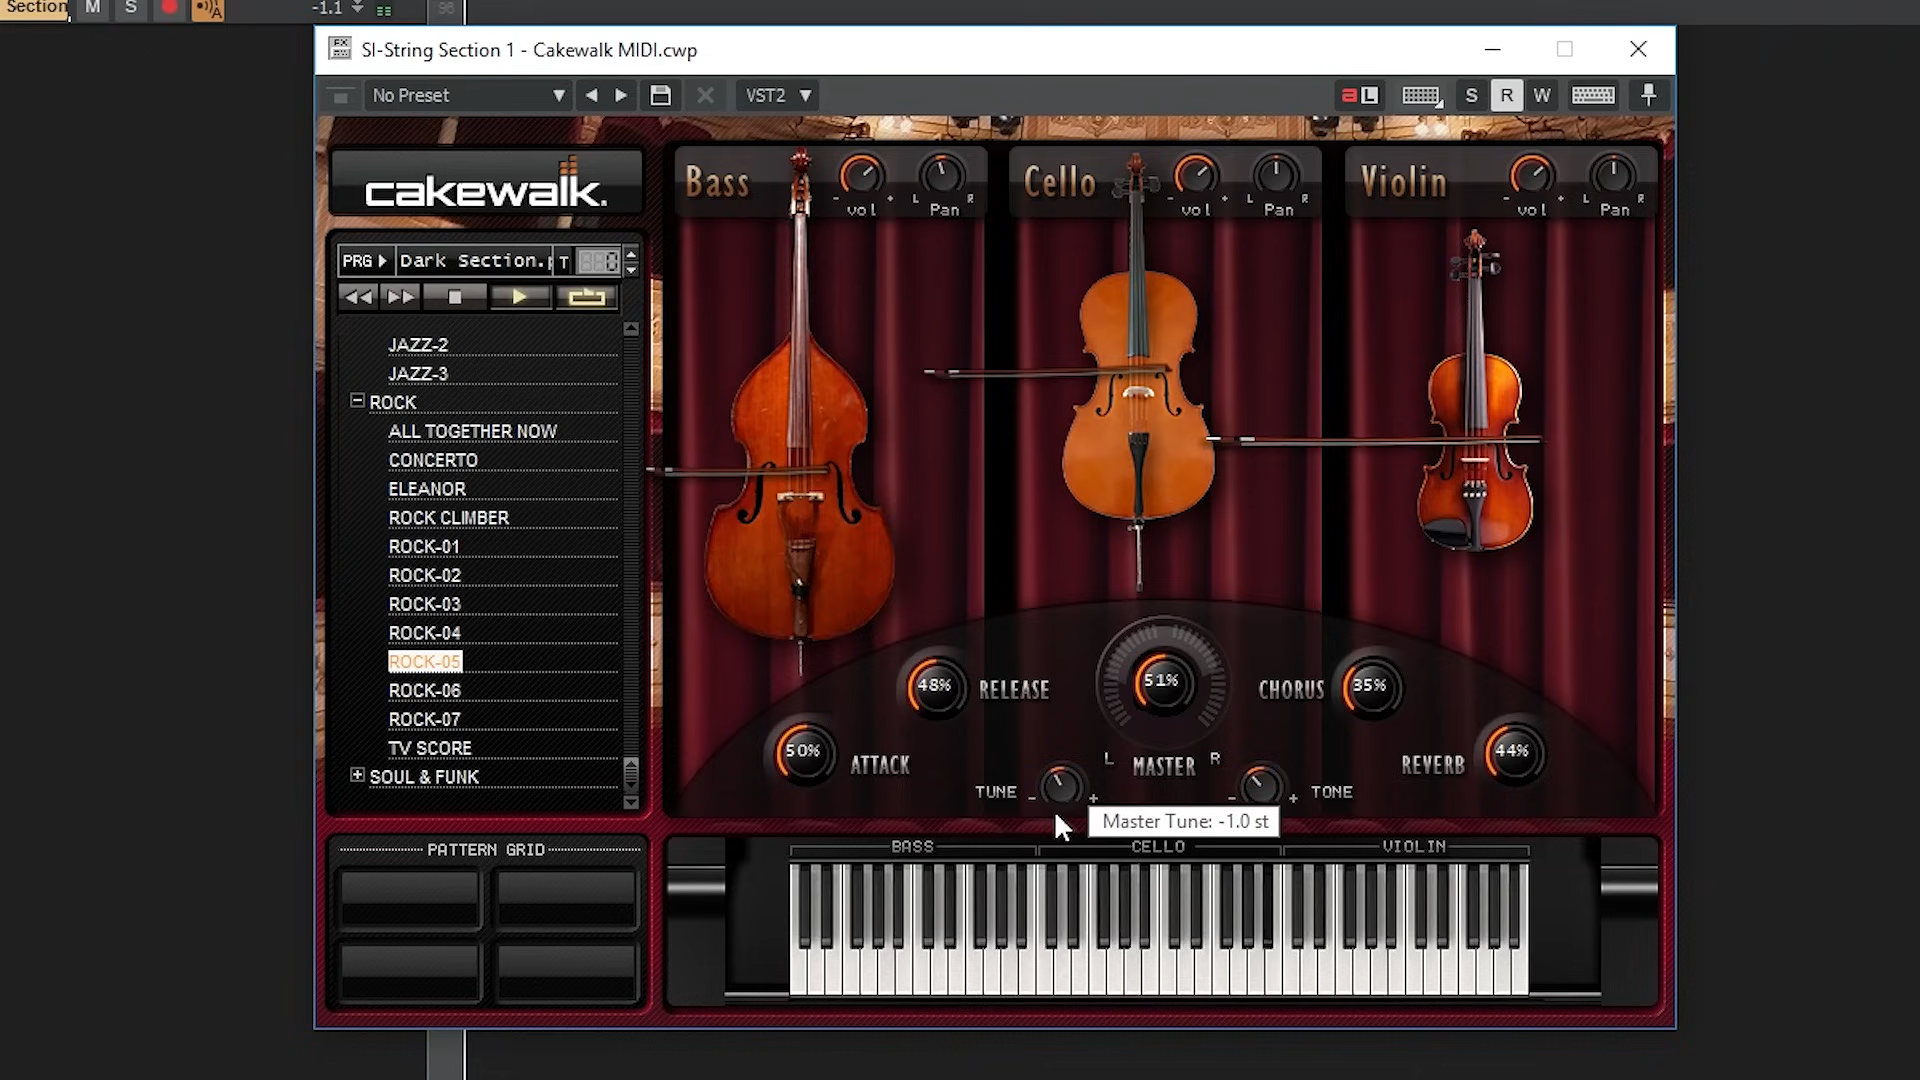 Section M S -1.1 96
SI-String Section 1 - Cakewalk MIDI.cwp
No Preset VST2 a L S R W
cakewalk.
Bass - vol + L Pan R
Cello - vol + L Pan R
Violin - vol + L Pan R
PRG Dark Section. T
JAZZ-2
JAZZ-3
ROCK
ALL TOGETHER NOW
CONCERTO
ELEANOR
ROCK CLIMBER
ROCK-01
ROCK-02
ROCK-03
ROCK-04
ROCK-05
ROCK-06
ROCK-07
TV SCORE
SOUL & FUNK
48% RELEASE
51%
CHORUS 35%
50% ATTACK
L MASTER R
REVERB 44%
TUNE - +
- + TONE
Master Tune: -1.0 st
PATTERN GRID
BASS CELLO VIOLIN